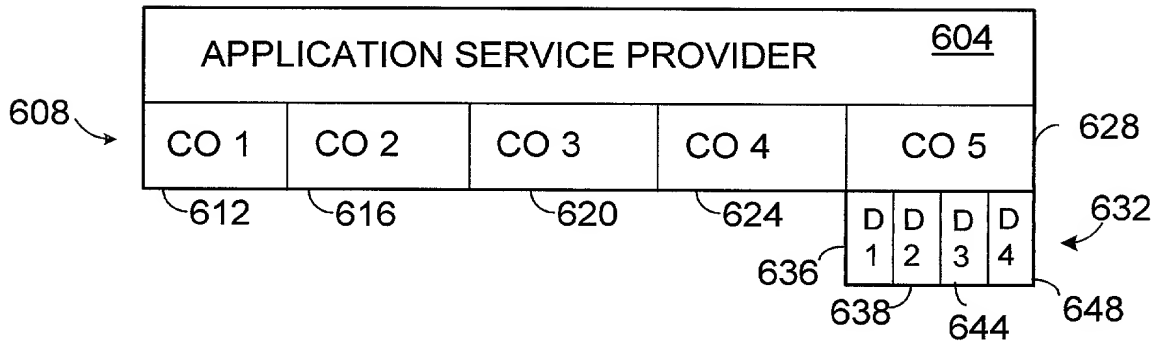 APPLICATION SERVICE PROVIDER 604
608 CO 1 CO 2 CO 3 CO 4 CO 5 628
612 616 620 624
D 1 D 2 D 3 D 4 632
636 638 644 648